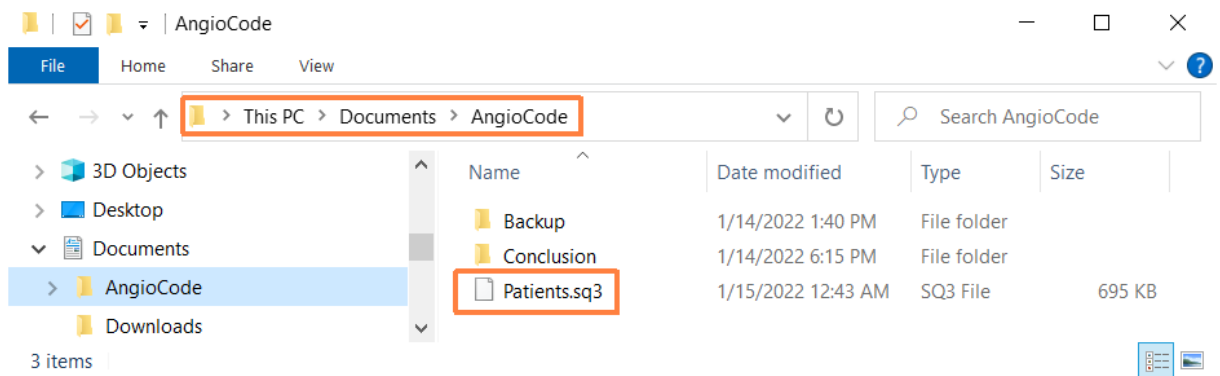 AngioCode
File Home Share View ?
This PC > Documents > AngioCode Search AngioCode
3D Objects Name Date modified Type Size
Desktop Backup 1/14/2022 1:40 PM File folder
Documents Conclusion 1/14/2022 6:15 PM File folder
AngioCode Patients.sq3 1/15/2022 12:43 AM SQ3 File 695 KB
Downloads
3 items